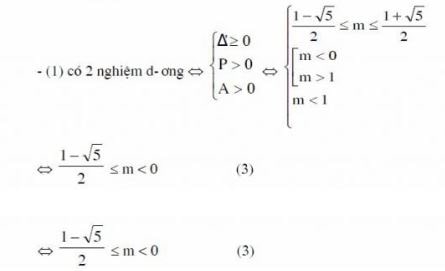 - (1) có 2 nghiệm d- ơng ⇔ { Δ' ≥ 0 ; P > 0 ; A > 0 ⇔ { (1 − √5)/2 ≤ m ≤ (1 + √5)/2 ; [ m < 0 ; m > 1 ; m < 1
⇔ (1 − √5)/2 ≤ m < 0 (3)
⇔ (1 − √5)/2 ≤ m < 0 (3)